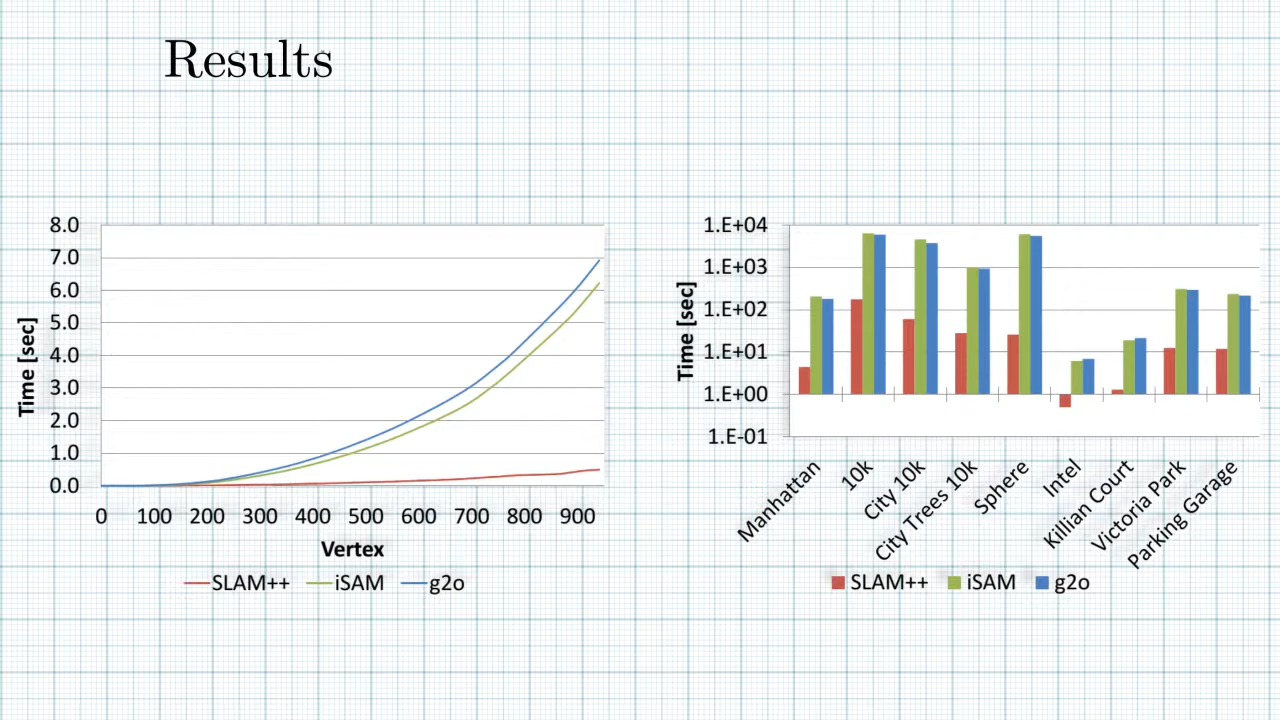 Results
8.0
7.0
6.0
5.0
4.0
3.0
2.0
1.0
0.0
Time [sec]
0 100 200 300 400 500 600 700 800 900
Vertex
SLAM++ iSAM g2o
1.E+04
1.E+03
1.E+02
1.E+01
1.E+00
1.E-01
Time [sec]
Manhattan
10k
City 10k
City Trees 10k
Sphere
Intel
Killian Court
Victoria Park
Parking Garage
SLAM++ iSAM g2o